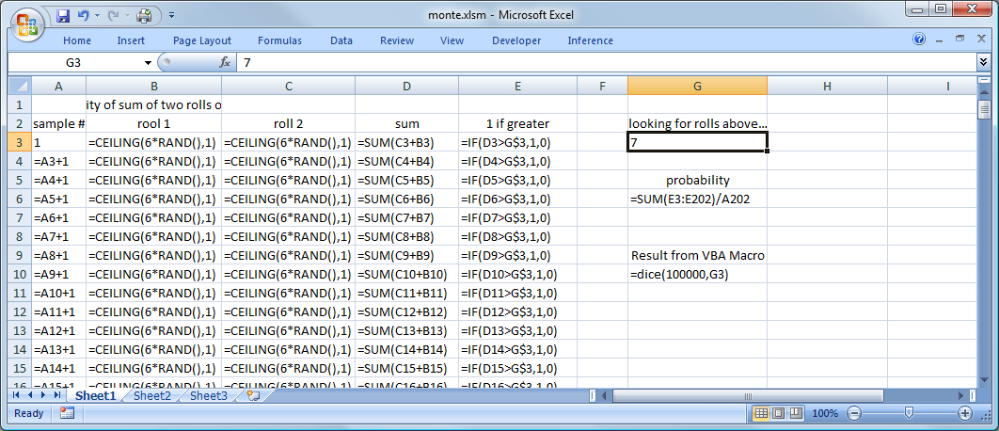 monte.xlsm - Microsoft Excel
Home Insert Page Layout Formulas Data Review View Developer Inference
G3 fx 7
A B C D E F G H I
1 ity of sum of two rolls o
2 sample # rool 1 roll 2 sum 1 if greater looking for rolls above...
3 1 =CEILING(6*RAND(),1) =CEILING(6*RAND(),1) =SUM(C3+B3) =IF(D3>G$3,1,0) 7
4 =A3+1 =CEILING(6*RAND(),1) =CEILING(6*RAND(),1) =SUM(C4+B4) =IF(D4>G$3,1,0)
5 =A4+1 =CEILING(6*RAND(),1) =CEILING(6*RAND(),1) =SUM(C5+B5) =IF(D5>G$3,1,0) probability
6 =A5+1 =CEILING(6*RAND(),1) =CEILING(6*RAND(),1) =SUM(C6+B6) =IF(D6>G$3,1,0) =SUM(E3:E202)/A202
7 =A6+1 =CEILING(6*RAND(),1) =CEILING(6*RAND(),1) =SUM(C7+B7) =IF(D7>G$3,1,0)
8 =A7+1 =CEILING(6*RAND(),1) =CEILING(6*RAND(),1) =SUM(C8+B8) =IF(D8>G$3,1,0)
9 =A8+1 =CEILING(6*RAND(),1) =CEILING(6*RAND(),1) =SUM(C9+B9) =IF(D9>G$3,1,0) Result from VBA Macro
10 =A9+1 =CEILING(6*RAND(),1) =CEILING(6*RAND(),1) =SUM(C10+B10) =IF(D10>G$3,1,0) =dice(100000,G3)
11 =A10+1 =CEILING(6*RAND(),1) =CEILING(6*RAND(),1) =SUM(C11+B11) =IF(D11>G$3,1,0)
12 =A11+1 =CEILING(6*RAND(),1) =CEILING(6*RAND(),1) =SUM(C12+B12) =IF(D12>G$3,1,0)
13 =A12+1 =CEILING(6*RAND(),1) =CEILING(6*RAND(),1) =SUM(C13+B13) =IF(D13>G$3,1,0)
14 =A13+1 =CEILING(6*RAND(),1) =CEILING(6*RAND(),1) =SUM(C14+B14) =IF(D14>G$3,1,0)
15 =A14+1 =CEILING(6*RAND(),1) =CEILING(6*RAND(),1) =SUM(C15+B15) =IF(D15>G$3,1,0)
16 =A15+1 =CEILING(6*RAND(),1) =CEILING(6*RAND(),1) =SUM(C16+B16) =IF(D16>G$3,1,0)
Sheet1 Sheet2 Sheet3
Ready 100%